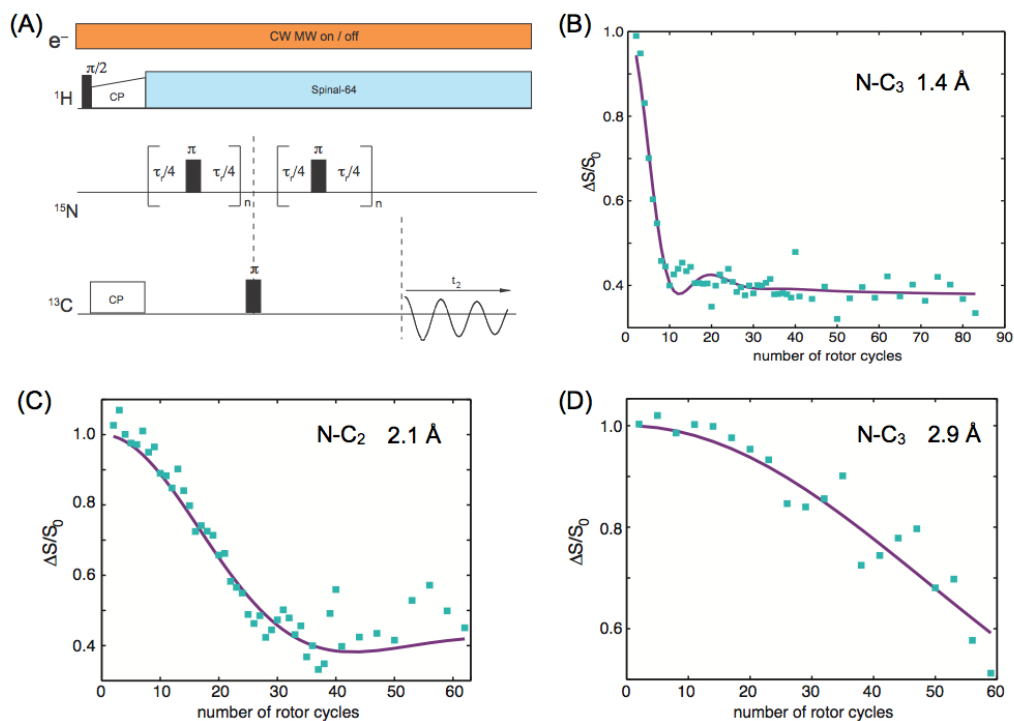 (A)
e⁻ CW MW on / off
π/2
¹H CP Spinal-64
π π
τr/4 τr/4 n τr/4 τr/4 n
¹⁵N
π
¹³C CP t₂
(B)
N-C₃ 1.4 Å
ΔS/S₀
1.0
0.8
0.6
0.4
0 10 20 30 40 50 60 70 80 90
number of rotor cycles
(C)
N-C₂ 2.1 Å
ΔS/S₀
1.0
0.8
0.6
0.4
0 10 20 30 40 50 60
number of rotor cycles
(D)
N-C₃ 2.9 Å
ΔS/S₀
1.0
0.8
0.6
0 10 20 30 40 50 60
number of rotor cycles